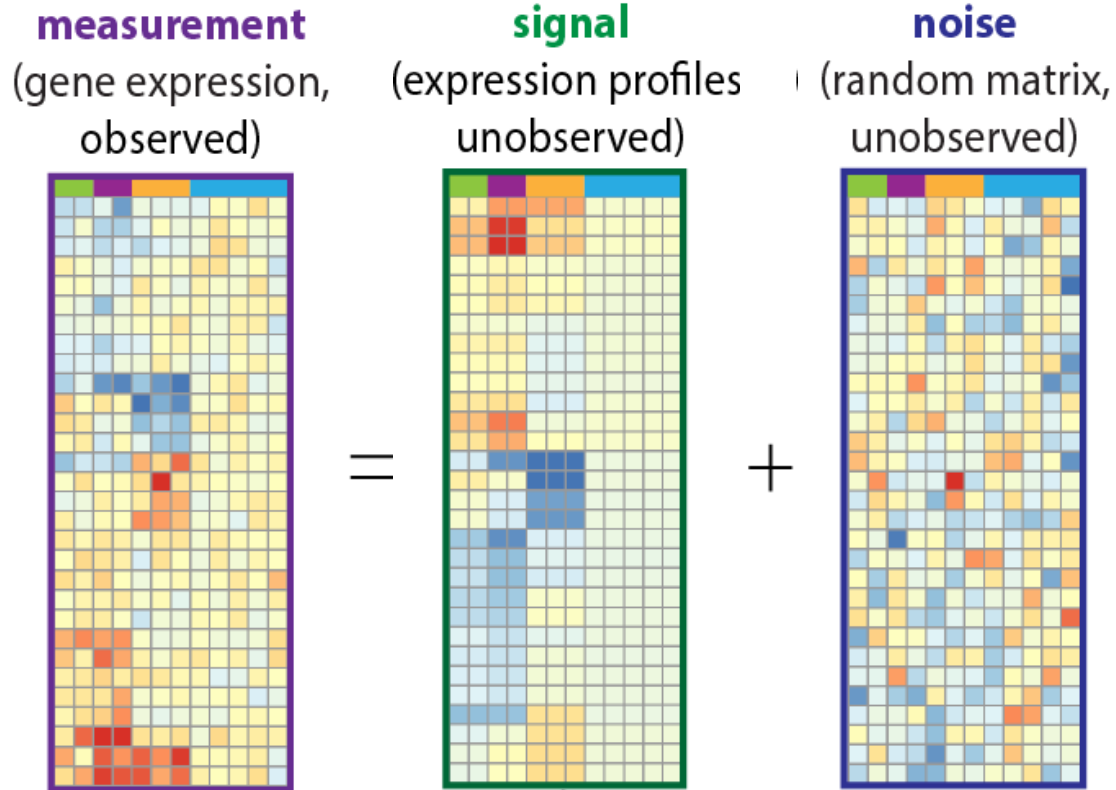 measurement
(gene expression,
observed)
signal
(expression profiles
unobserved)
noise
(random matrix,
unobserved)
=
+